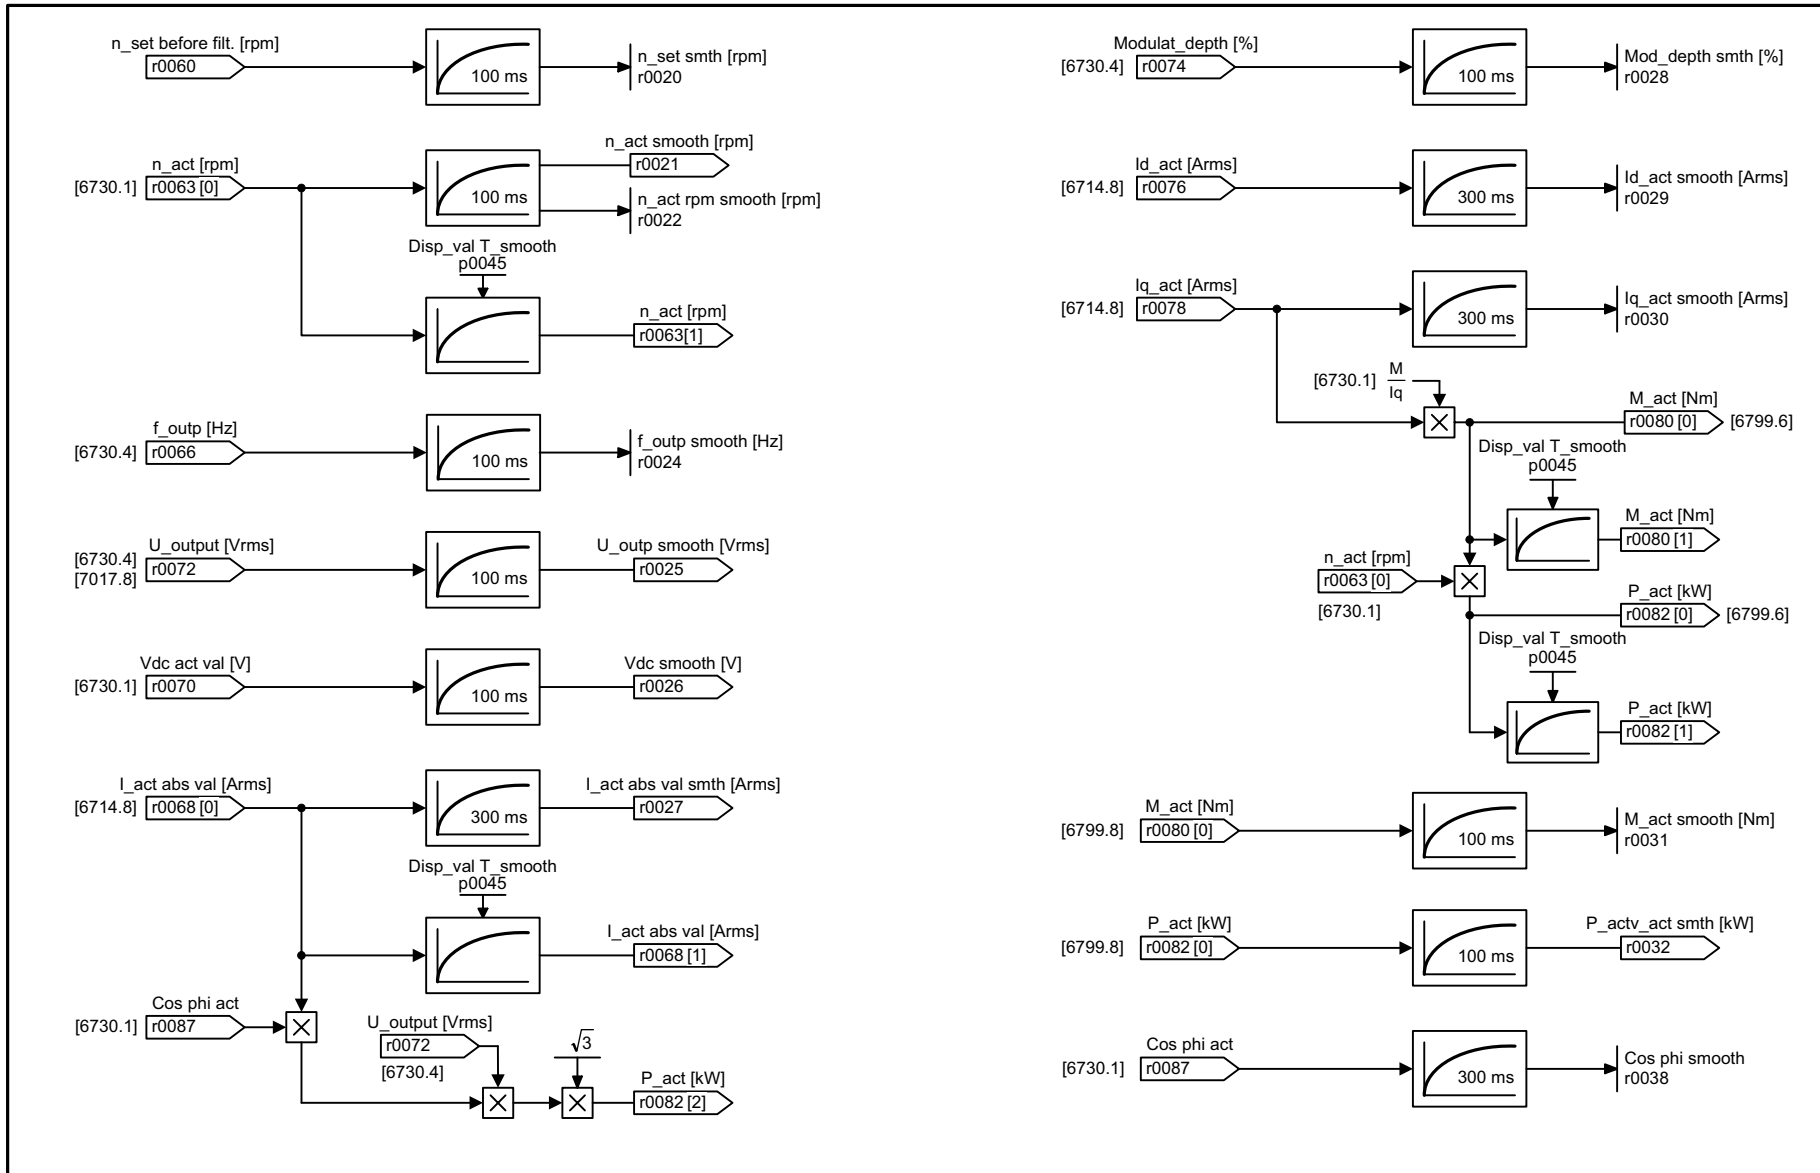 n_set before filt. [rpm]
r0060
100 ms
n_set smth [rpm]
r0020
n_act [rpm]
[6730.1]
r0063 [0]
100 ms
n_act smooth [rpm]
r0021
n_act rpm smooth [rpm]
r0022
Disp_val T_smooth
p0045
n_act [rpm]
r0063[1]
f_outp [Hz]
[6730.4]
r0066
100 ms
f_outp smooth [Hz]
r0024
U_output [Vrms]
[6730.4]
[7017.8]
r0072
100 ms
U_outp smooth [Vrms]
r0025
Vdc act val [V]
[6730.1]
r0070
100 ms
Vdc smooth [V]
r0026
I_act abs val [Arms]
[6714.8]
r0068 [0]
300 ms
I_act abs val smth [Arms]
r0027
Disp_val T_smooth
p0045
I_act abs val [Arms]
r0068 [1]
Cos phi act
[6730.1]
r0087
U_output [Vrms]
r0072
[6730.4]
√3
P_act [kW]
r0082 [2]
Modulat_depth [%]
[6730.4]
r0074
100 ms
Mod_depth smth [%]
r0028
Id_act [Arms]
[6714.8]
r0076
300 ms
Id_act smooth [Arms]
r0029
Iq_act [Arms]
[6714.8]
r0078
300 ms
Iq_act smooth [Arms]
r0030
[6730.1]
M
Iq
M_act [Nm]
r0080 [0]
[6799.6]
Disp_val T_smooth
p0045
M_act [Nm]
r0080 [1]
n_act [rpm]
r0063 [0]
[6730.1]
P_act [kW]
r0082 [0]
[6799.6]
Disp_val T_smooth
p0045
P_act [kW]
r0082 [1]
M_act [Nm]
[6799.8]
r0080 [0]
100 ms
M_act smooth [Nm]
r0031
P_act [kW]
[6799.8]
r0082 [0]
100 ms
P_actv_act smth [kW]
r0032
Cos phi act
[6730.1]
r0087
300 ms
Cos phi smooth
r0038